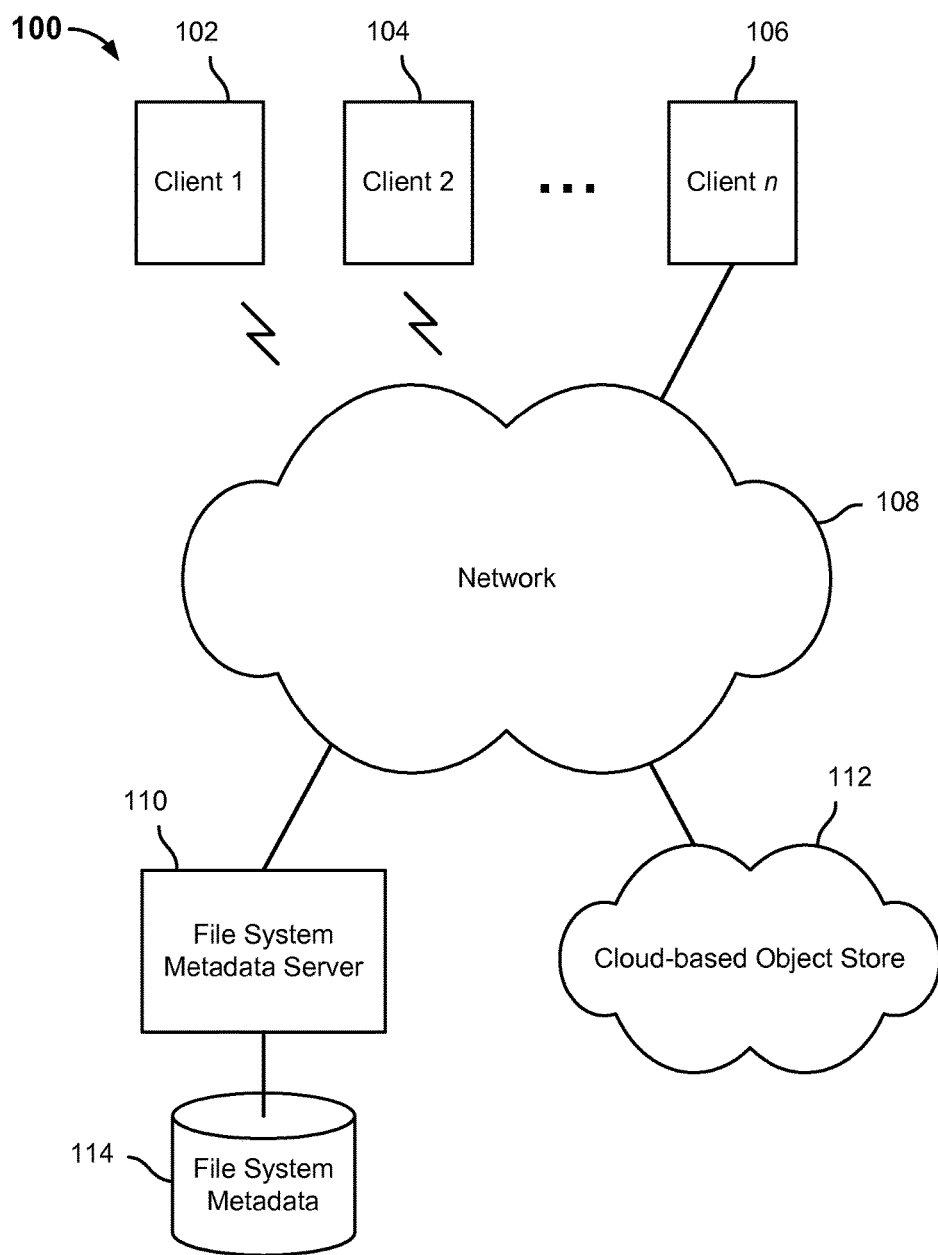 100
102
104
106
Client 1
Client 2
...
Client n
108
Network
110
112
File System
Metadata Server
Cloud-based Object Store
114
File System
Metadata